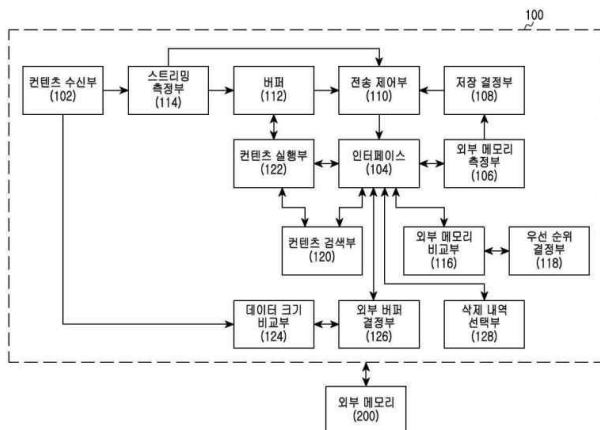 100
컨텐츠 수신부
(102)
스트리밍
측정부
(114)
버퍼
(112)
전송 제어부
(110)
저장 결정부
(108)
컨텐츠 실행부
(122)
인터페이스
(104)
외부 메모리
측정부
(106)
컨텐츠 검색부
(120)
외부 메모리
비교부
(116)
우선 순위
결정부
(118)
데이터 크기
비교부
(124)
외부 버퍼
결정부
(126)
삭제 내역
선택부
(128)
외부 메모리
(200)